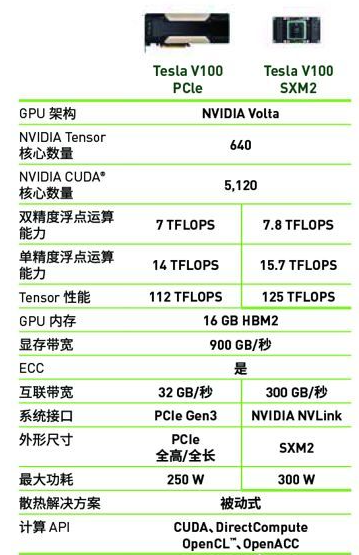 Tesla V100 PCIe
Tesla V100 SXM2
GPU 架构 NVIDIA Volta
NVIDIA Tensor 核心数量 640
NVIDIA CUDA® 核心数量 5,120
双精度浮点运算能力 7 TFLOPS 7.8 TFLOPS
单精度浮点运算能力 14 TFLOPS 15.7 TFLOPS
Tensor 性能 112 TFLOPS 125 TFLOPS
GPU 内存 16 GB HBM2
显存带宽 900 GB/秒
ECC 是
互联带宽 32 GB/秒 300 GB/秒
系统接口 PCIe Gen3 NVIDIA NVLink
外形尺寸 PCIe 全高/全长 SXM2
最大功耗 250 W 300 W
散热解决方案 被动式
计算 API CUDA、DirectCompute OpenCL™、OpenACC